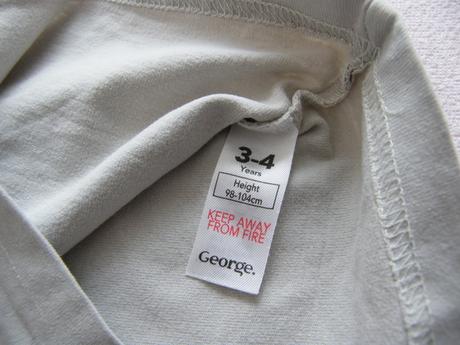 3-4
Years
Height
98-104cm
KEEP AWAY
FROM FIRE
George.